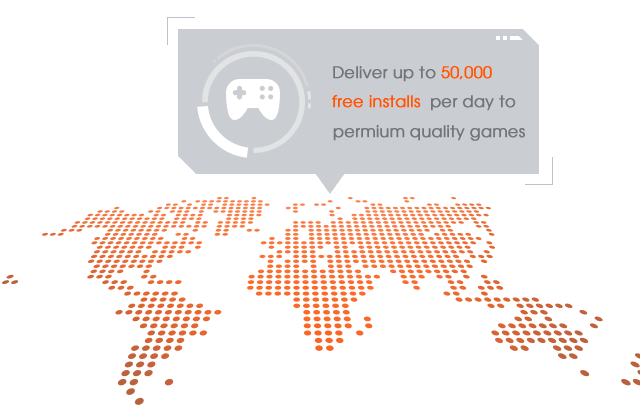 Deliver up to 50,000
free installs per day to
permium quality games